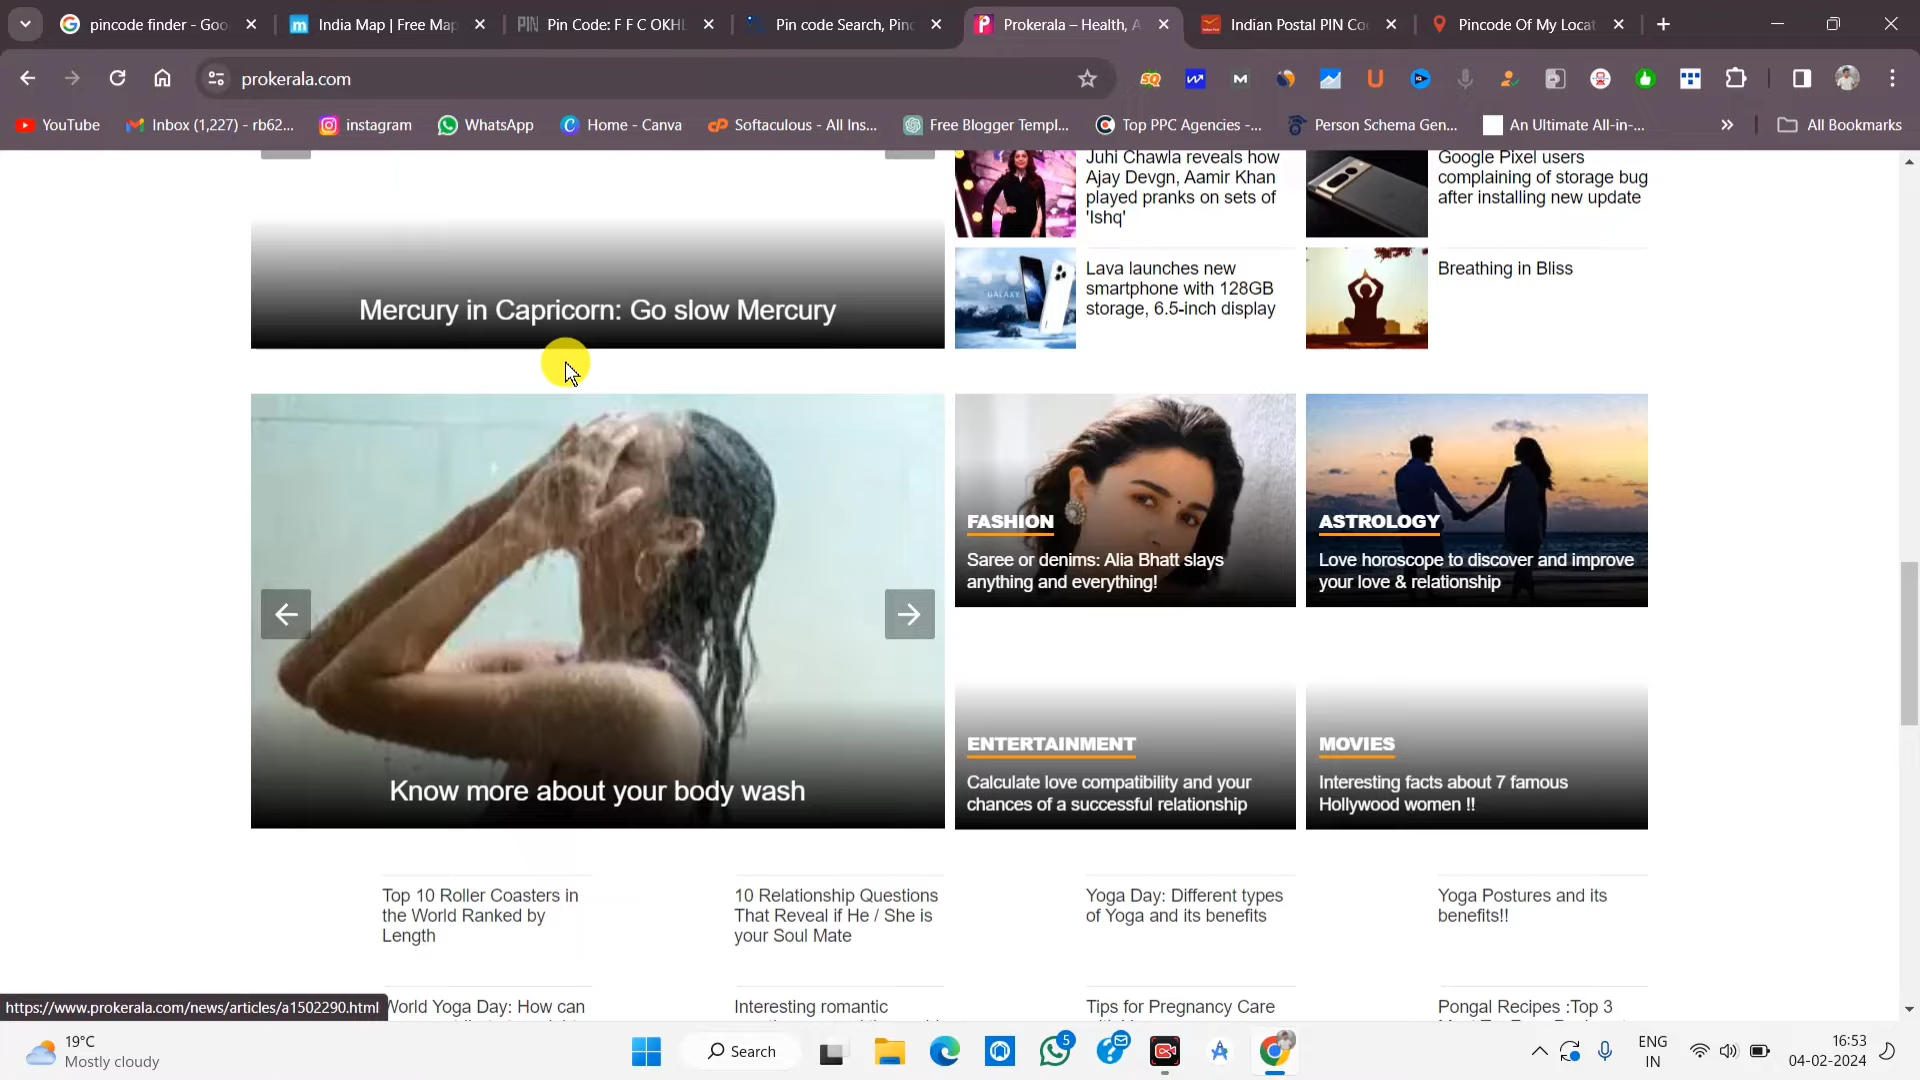 pincode finder - Goo
India Map | Free Map
Pin Code: F F C OKHL
Pin code Search, Pinc
Prokerala – Health, A
Indian Postal PIN Co
Pincode Of My Locat
prokerala.com
YouTube
Inbox (1,227) - rb62...
instagram
WhatsApp
Home - Canva
Softaculous - All Ins...
Free Blogger Templ...
Top PPC Agencies -...
Person Schema Gen...
An Ultimate All-in-...
All Bookmarks
Juhi Chawla reveals how
Ajay Devgn, Aamir Khan
played pranks on sets of
'Ishq'
Google Pixel users
complaining of storage bug
after installing new update
Mercury in Capricorn: Go slow Mercury
Lava launches new
smartphone with 128GB
storage, 6.5-inch display
Breathing in Bliss
Know more about your body wash
FASHION
Saree or denims: Alia Bhatt slays
anything and everything!
ASTROLOGY
Love horoscope to discover and improve
your love & relationship
ENTERTAINMENT
Calculate love compatibility and your
chances of a successful relationship
MOVIES
Interesting facts about 7 famous
Hollywood women !!
Top 10 Roller Coasters in
the World Ranked by
Length
10 Relationship Questions
That Reveal if He / She is
your Soul Mate
Yoga Day: Different types
of Yoga and its benefits
Yoga Postures and its
benefits!!
https://www.prokerala.com/news/articles/a1502290.html
World Yoga Day: How can
Interesting romantic
Tips for Pregnancy Care
Pongal Recipes :Top 3
19°C
Mostly cloudy
Search
5
ENG
IN
16:53
04-02-2024